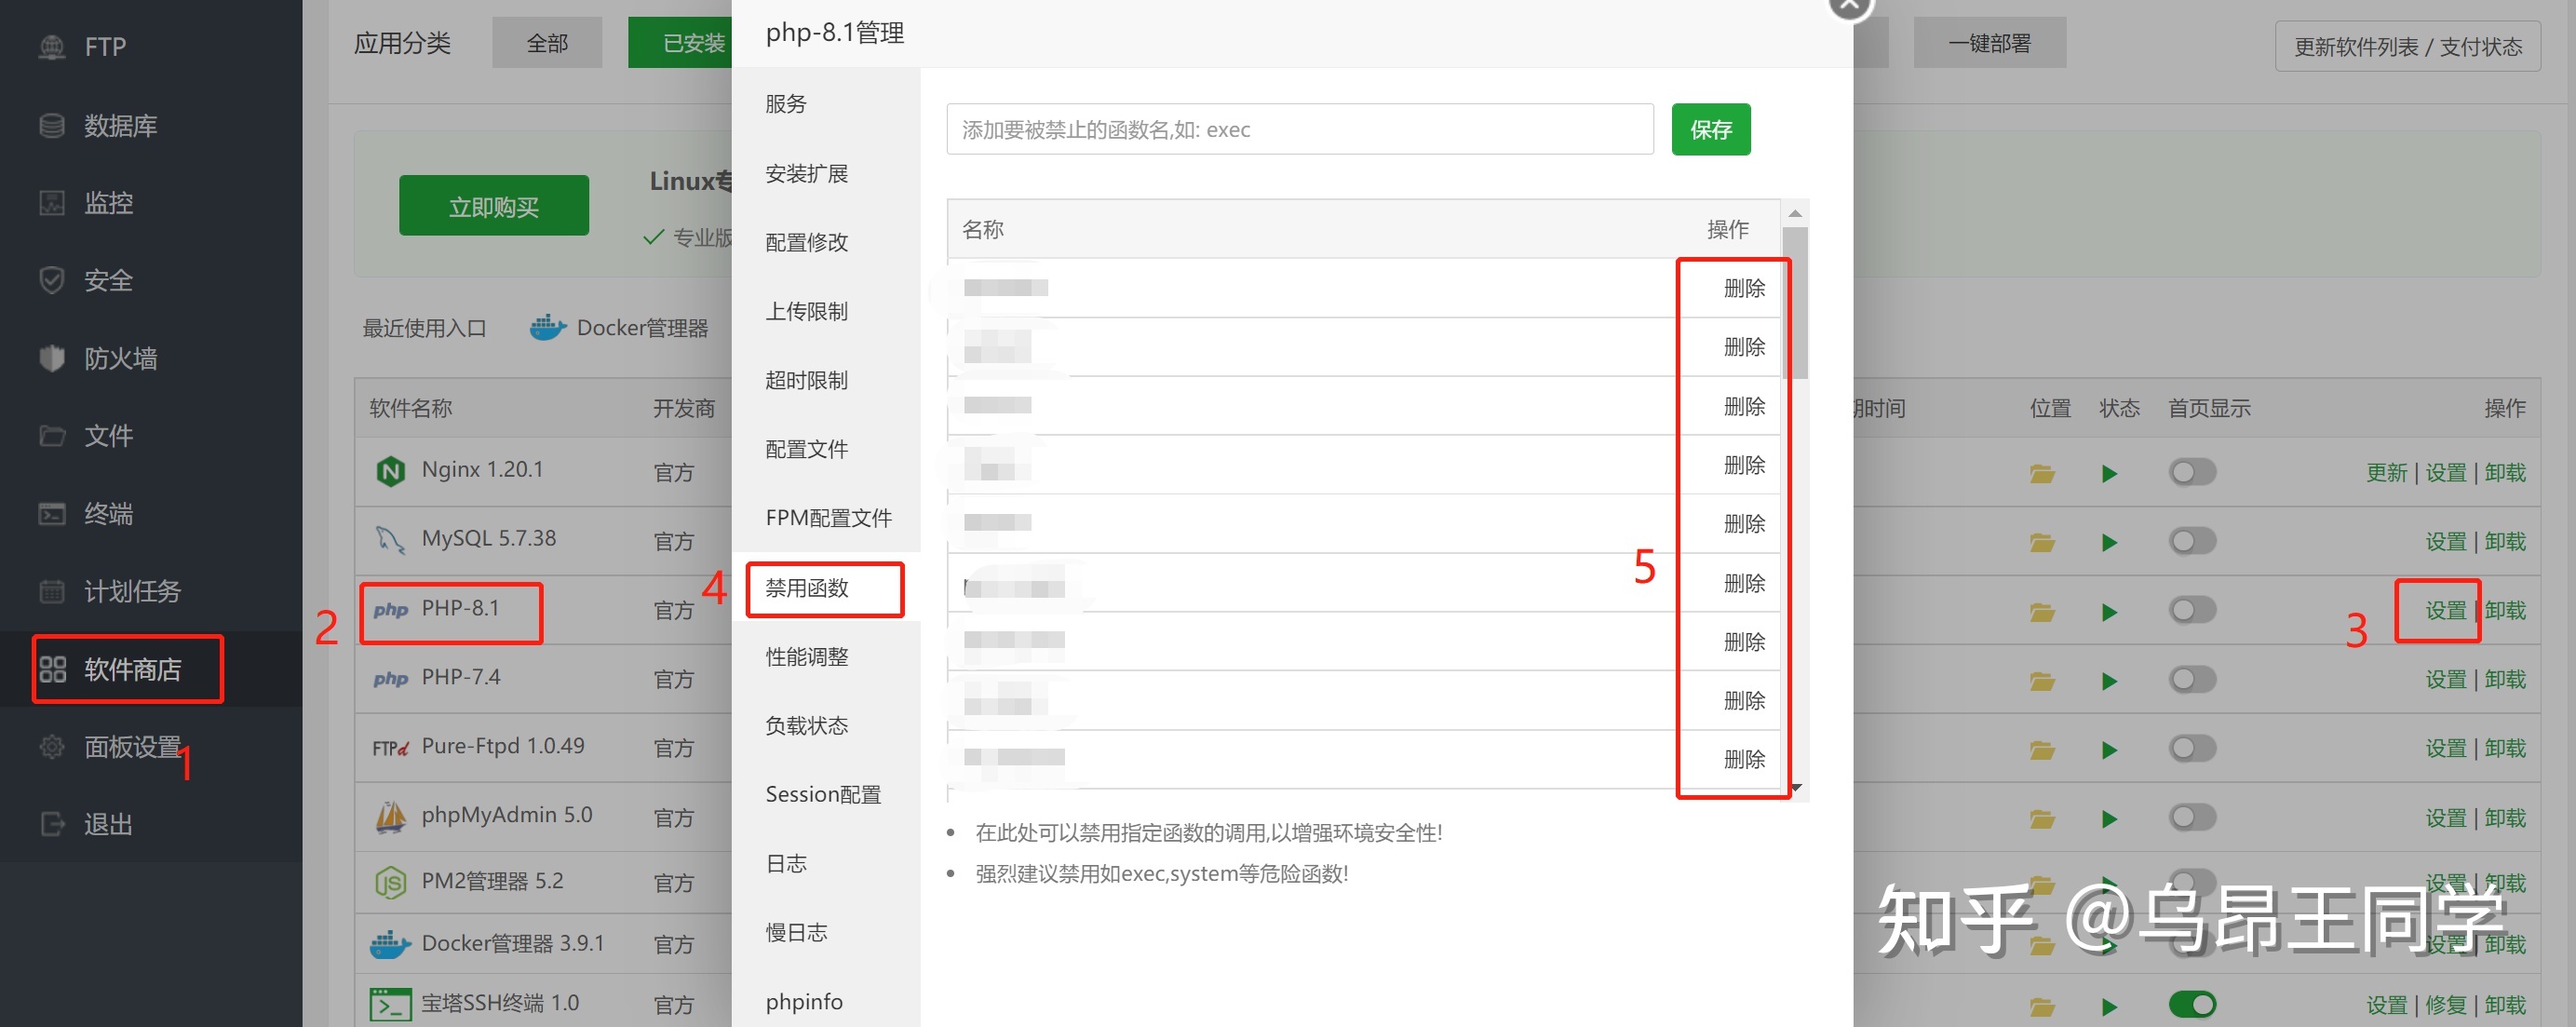 FTP
数据库
监控
安全
防火墙
文件
终端
计划任务
软件商店
面板设置
1
退出
应用分类
全部
已安装
一键部署
更新软件列表 / 支付状态
立即购买
Linux专
专业版
最近使用入口
Docker管理器
软件名称 开发商
期时间 位置 状态 首页显示 操作
Nginx 1.20.1 官方
更新 | 设置 | 卸载
MySQL 5.7.38 官方
设置 | 卸载
2
PHP-8.1 官方
3
设置 | 卸载
PHP-7.4 官方
设置 | 卸载
FTPd Pure-Ftpd 1.0.49 官方
设置 | 卸载
phpMyAdmin 5.0 官方
设置 | 卸载
PM2管理器 5.2 官方
设置 | 卸载
Docker管理器 3.9.1 官方
设置 | 卸载
宝塔SSH终端 1.0 官方
设置 | 修复 | 卸载
php-8.1管理
服务
安装扩展
配置修改
上传限制
超时限制
配置文件
FPM配置文件
4
禁用函数
性能调整
负载状态
Session配置
日志
慢日志
phpinfo
添加要被禁止的函数名,如: exec
保存
名称 操作
删除
删除
删除
删除
删除
5
删除
删除
删除
删除
在此处可以禁用指定函数的调用,以增强环境安全性!
强烈建议禁用如exec,system等危险函数!
知乎 @乌昂王同学